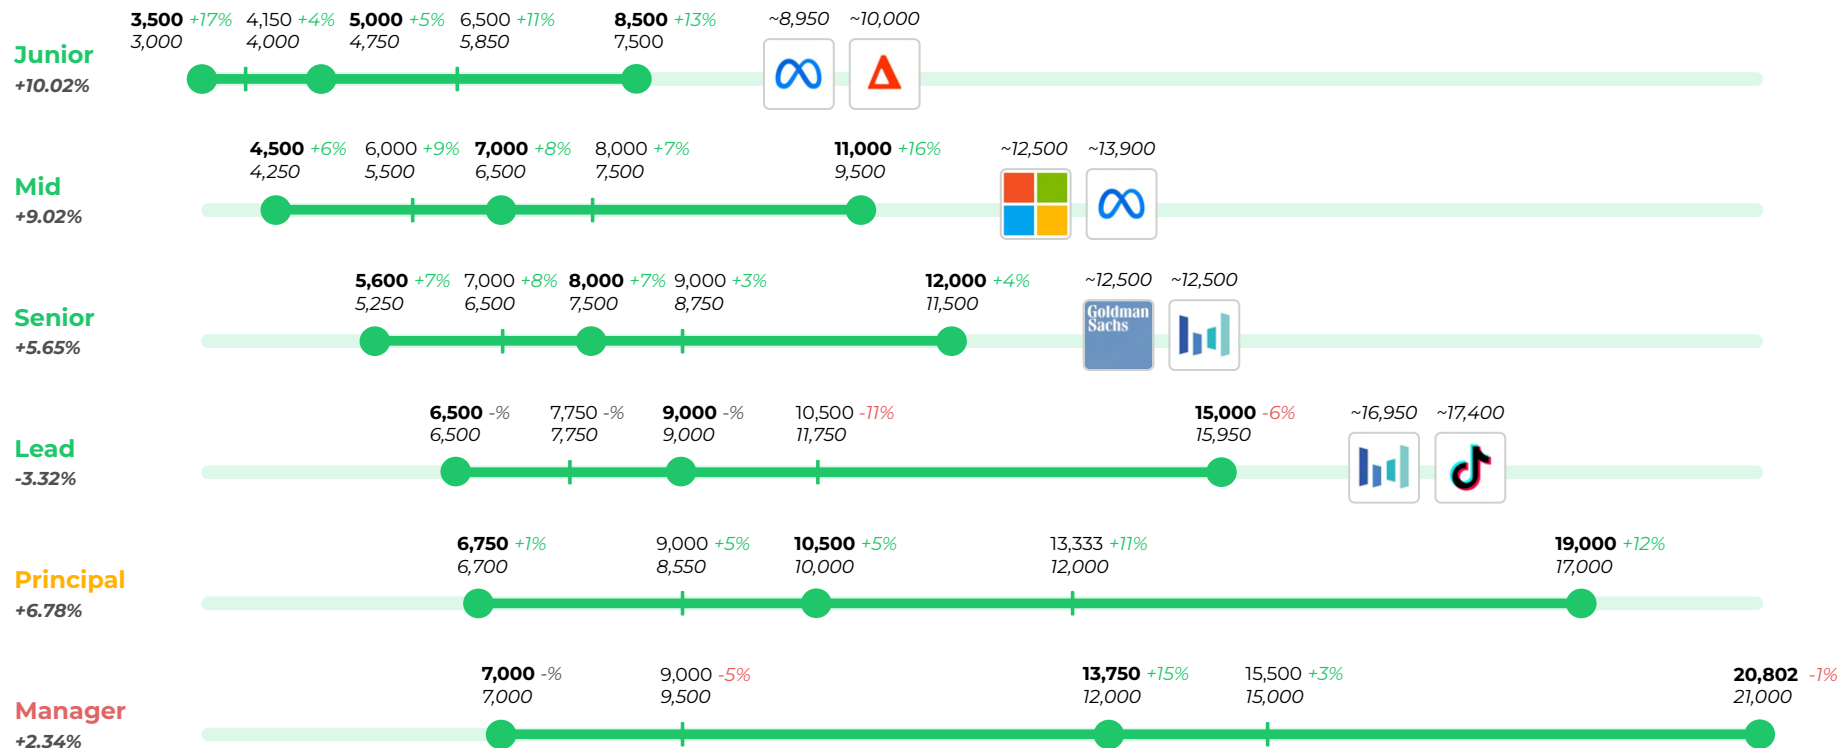 3,500 +17% 4,150 +4% 5,000 +5% 6,500 +11% 8,500 +13% ~8,950 ~10,000
3,000 4,000 4,750 5,850 7,500
Junior
+10.02%
4,500 +6% 6,000 +9% 7,000 +8% 8,000 +7% 11,000 +16% ~12,500 ~13,900
4,250 5,500 6,500 7,500 9,500
Mid
+9.02%
5,600 +7% 7,000 +8% 8,000 +7% 9,000 +3% 12,000 +4% ~12,500 ~12,500
5,250 6,500 7,500 8,750 11,500
Goldman
Sachs
Senior
+5.65%
6,500 -% 7,750 -% 9,000 -% 10,500 -11% 15,000 -6% ~16,950 ~17,400
6,500 7,750 9,000 11,750 15,950
Lead
-3.32%
6,750 +1% 9,000 +5% 10,500 +5% 13,333 +11% 19,000 +12%
6,700 8,550 10,000 12,000 17,000
Principal
+6.78%
7,000 -% 9,000 -5% 13,750 +15% 15,500 +3% 20,802 -1%
7,000 9,500 12,000 15,000 21,000
Manager
+2.34%